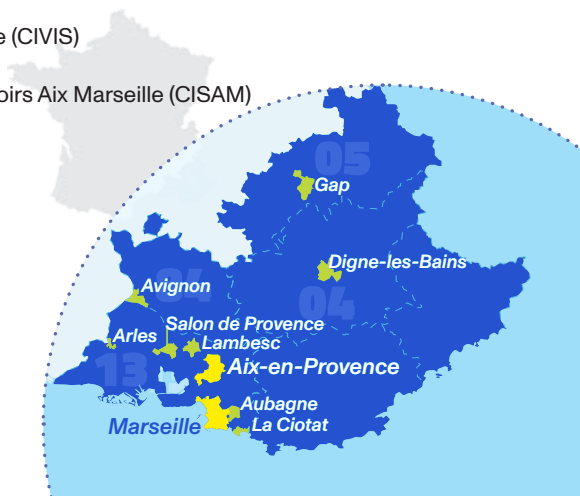 e (CIVIS)
oirs Aix Marseille (CISAM)
05
Gap
Digne-les-Bains
84
Avignon
04
Salon de Provence
Arles
Lambesc
13
Aix-en-Provence
Aubagne
Marseille
La Ciotat